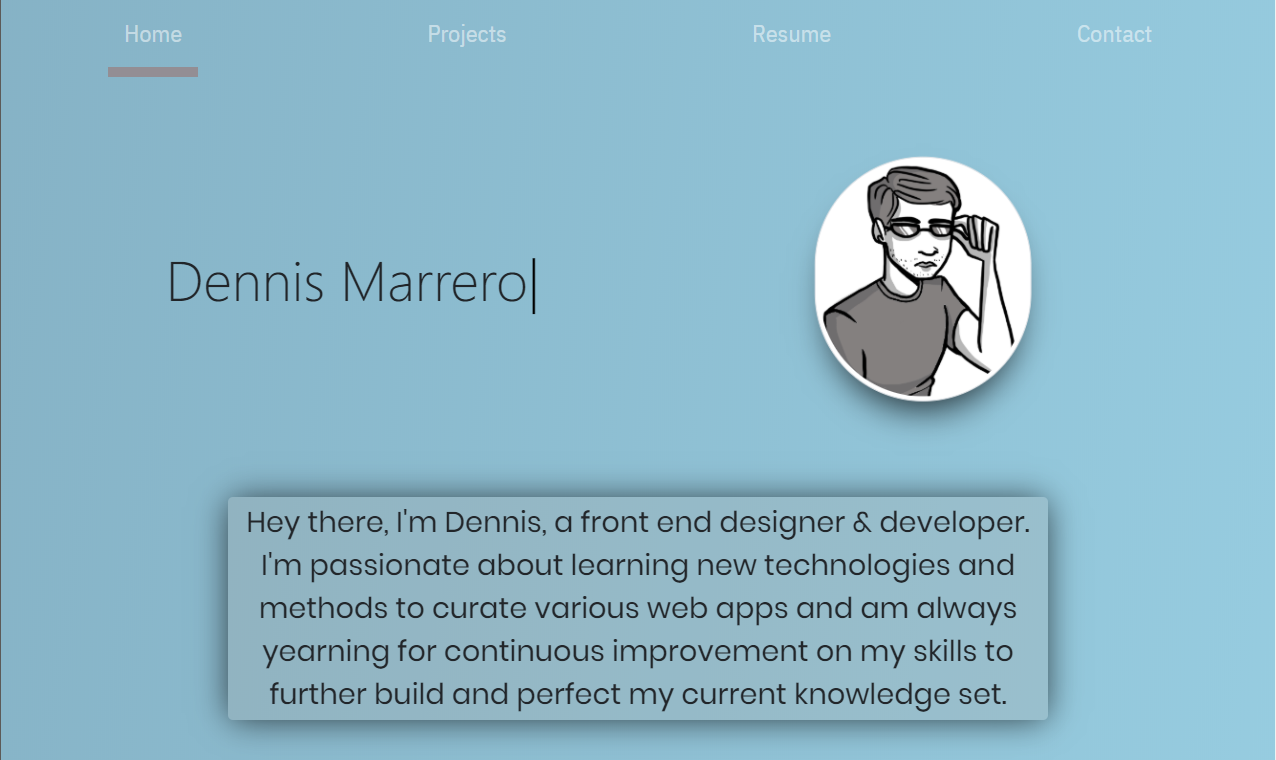 Home
Projects
Resume
Contact
Dennis Marrero
Hey there, I'm Dennis, a front end designer & developer.
I'm passionate about learning new technologies and
methods to curate various web apps and am always
yearning for continuous improvement on my skills to
further build and perfect my current knowledge set.